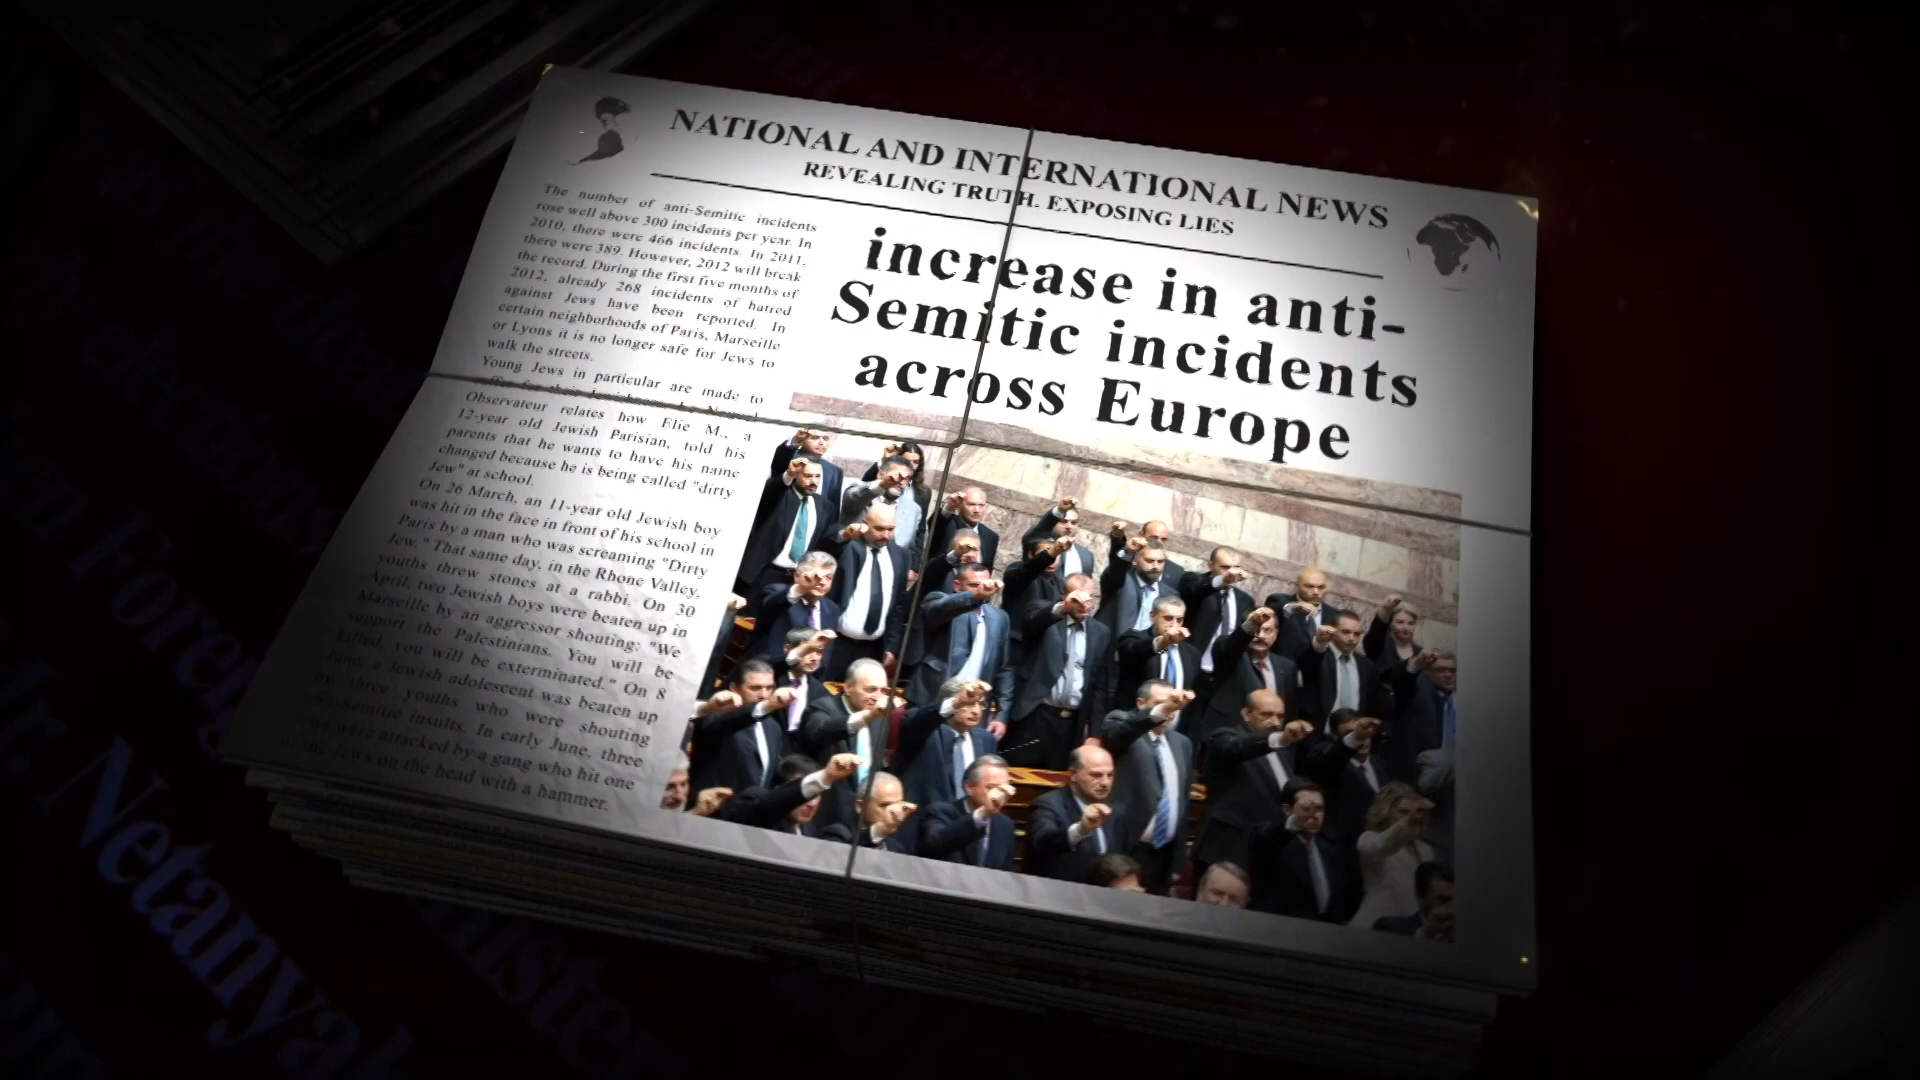 NATIONAL AND INTERNATIONAL NEWS
REVEALING TRUTH. EXPOSING LIES
increase in anti-
Semitic incidents
across Europe
The number of anti-Semitic incidents
rose well above 300 incidents per year. In
2010, there were 466 incidents. In 2011,
there were 389. However, 2012 will break
the record. During the first five months of
2012, already 268 incidents of hatred
against Jews have been reported. In
certain neighborhoods of Paris, Marseille
or Lyons it is no longer safe for Jews to
walk the streets.
Young Jews in particular are made to
Observateur relates how Elie M., a
12-year old Jewish Parisian, told his
parents that he wants to have his name
changed because he is being called "dirty
Jew" at school.
On 26 March, an 11-year old Jewish boy
was hit in the face in front of his school in
Paris by a man who was screaming "Dirty
Jew." That same day, in the Rhone Valley,
youths threw stones at a rabbi. On 30
April, two Jewish boys were beaten up in
Marseille by an aggressor shouting: "We
support the Palestinians. You will be
killed, you will be exterminated." On 8
June, a Jewish adolescent was beaten up
by three youths who were shouting
anti-Semitic insults. In early June, three
Jews were attacked by a gang who hit one
of the Jews on the head with a hammer.
Mr. Netanyah